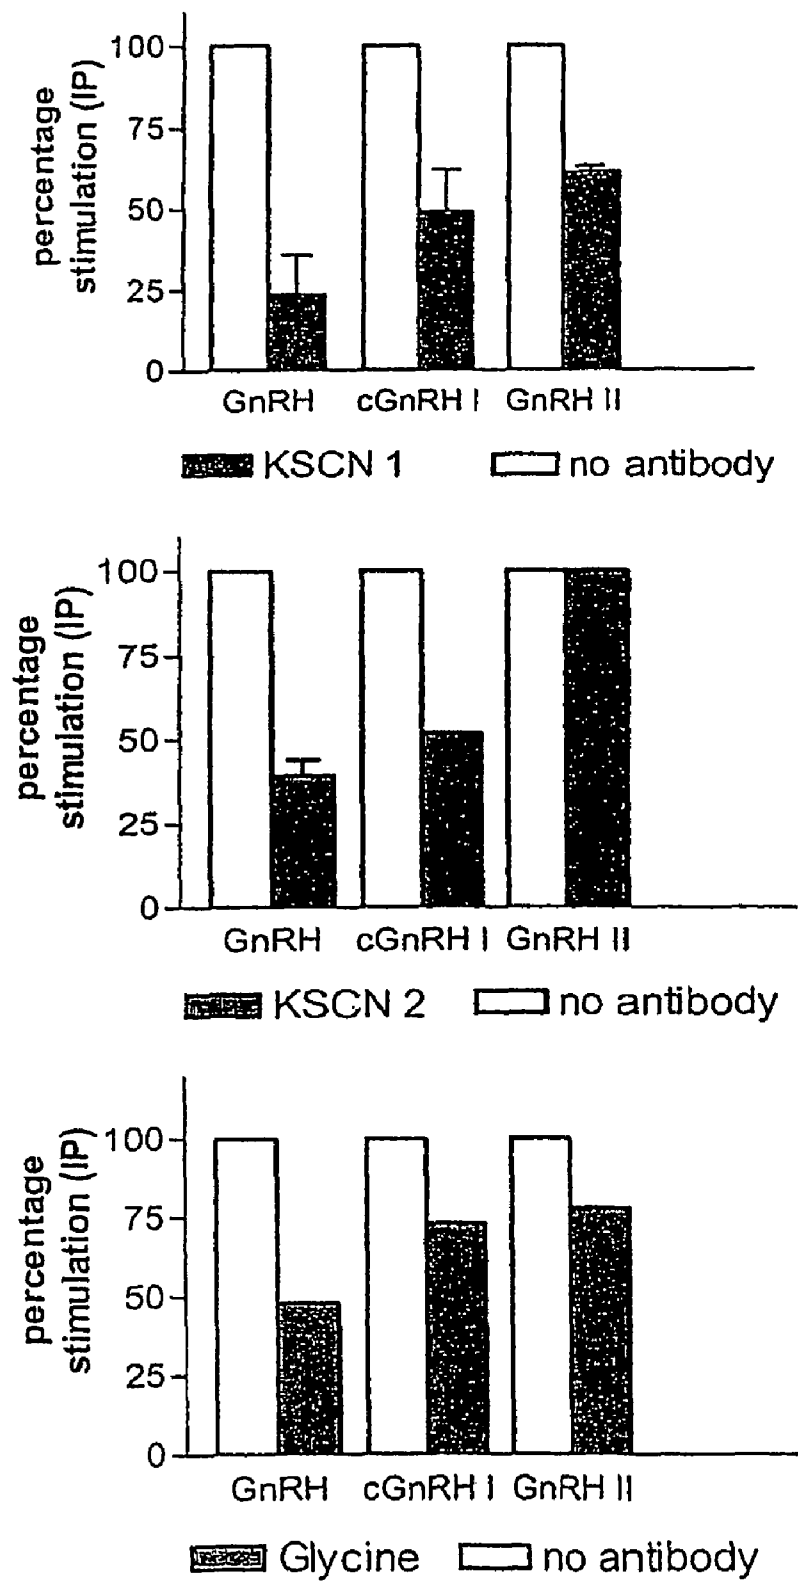 percentage
stimulation (IP)
100
75
50
25
0
GnRH cGnRH I GnRH II
KSCN 1 no antibody
percentage
stimulation (IP)
100
75
50
25
0
GnRH cGnRH I GnRH II
KSCN 2 no antibody
percentage
stimulation (IP)
100
75
50
25
0
GnRH cGnRH I GnRH II
Glycine no antibody